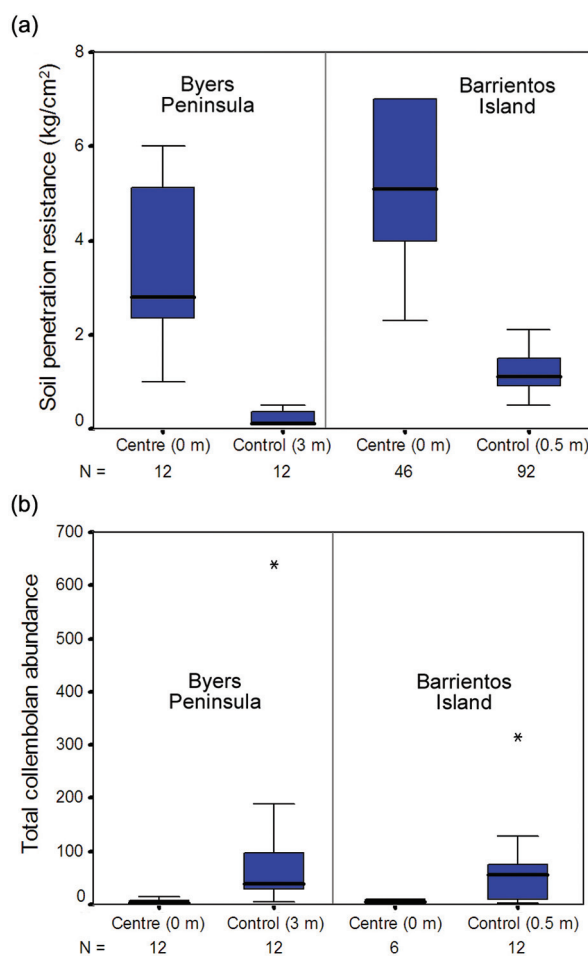 (a)
Soil penetration resistance (kg/cm²)
8
6
4
2
0
Byers
Peninsula
Barrientos
Island
Centre (0 m) Control (3 m) Centre (0 m) Control (0.5 m)
N = 12 12 46 92
(b)
Total collembolan abundance
700
600
500
400
300
200
100
0
*
*
Byers
Peninsula
Barrientos
Island
Centre (0 m) Control (3 m) Centre (0 m) Control (0.5 m)
N = 12 12 6 12